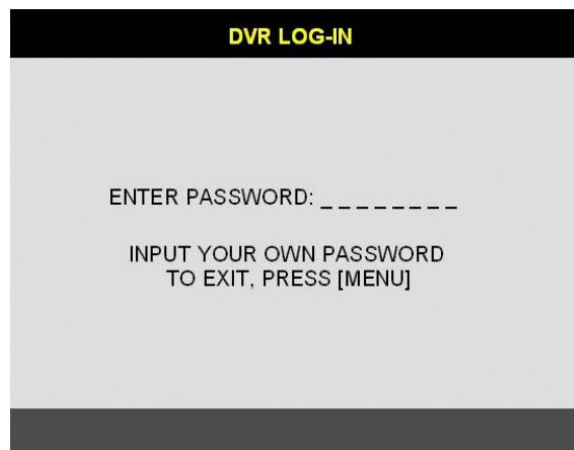 DVR LOG-IN
ENTER PASSWORD: _ _ _ _ _ _ _ _
INPUT YOUR OWN PASSWORD
TO EXIT, PRESS [MENU]